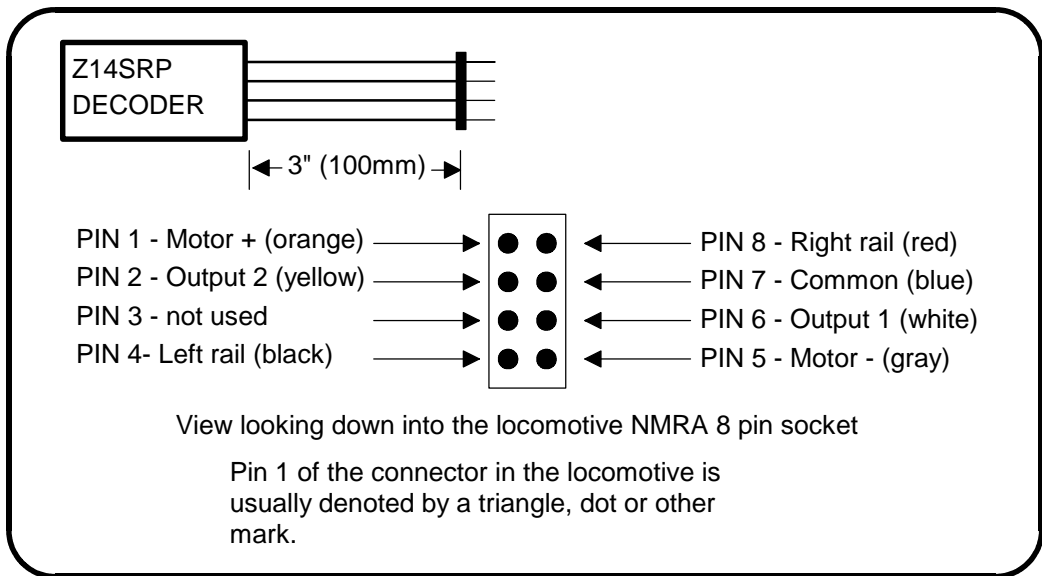 Z14SRP
DECODER
3" (100mm)
PIN 1 - Motor + (orange)
PIN 2 - Output 2 (yellow)
PIN 3 - not used
PIN 4- Left rail (black)
PIN 8 - Right rail (red)
PIN 7 - Common (blue)
PIN 6 - Output 1 (white)
PIN 5 - Motor - (gray)
View looking down into the locomotive NMRA 8 pin socket
Pin 1 of the connector in the locomotive is
usually denoted by a triangle, dot or other
mark.